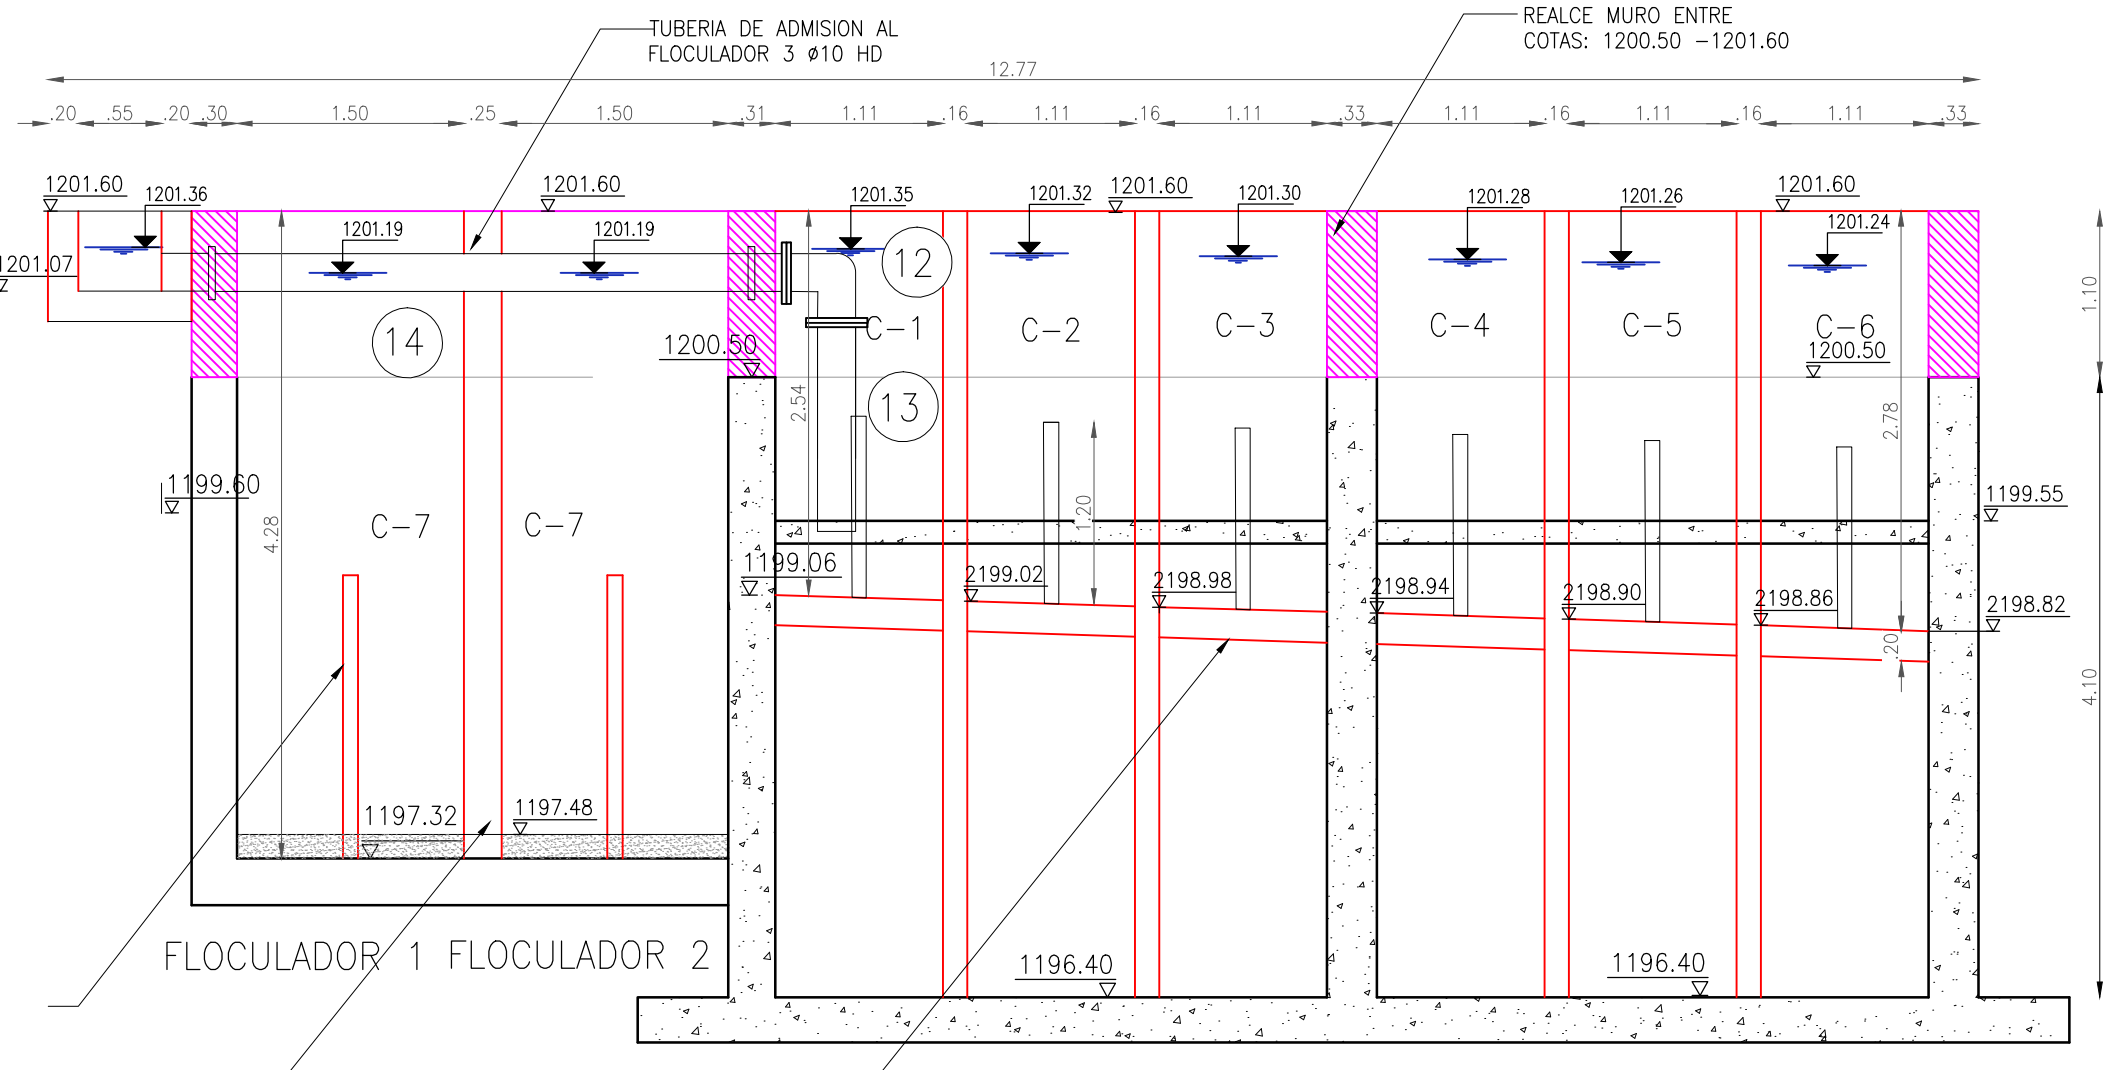 TUBERIA DE ADMISION AL
FLOCULADOR 3 ø10 HD
REALCE MURO ENTRE
COTAS: 1200.50 -1201.60
12.77
.20 .55 .20 .30 1.50 .25 1.50 .31 1.11 .16 1.11 .16 1.11 .33 1.11 .16 1.11 .16 1.11 .33
1201.60 1201.36 1201.60 1201.35 1201.32 1201.60 1201.30 1201.28 1201.26 1201.60
1201.19 1201.19 1201.24
1201.07
12
1.10
14
C-1 C-2 C-3 C-4 C-5 C-6
1200.50 1200.50
2.54
13
2.78
1199.60
1199.55
4.28
C-7 C-7
1.20
1199.06 2199.02 2198.98 2198.94 2198.90 2198.86 2198.82
.20
4.10
1197.32 1197.48
FLOCULADOR 1 FLOCULADOR 2
1196.40 1196.40